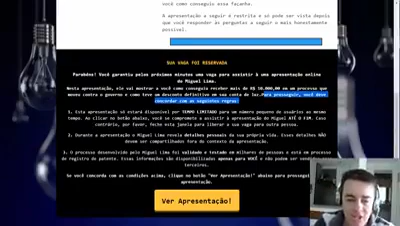 você como conseguiu essa façanha.
A apresentação a seguir é restrita e só pode ser vista depois
que você responder às perguntas a seguir o mais honestamente
possível.
SUA VAGA FOI RESERVADA
Parabéns! Você garantiu pelos próximos minutos uma vaga para assistir à uma apresentação online
do Miguel Lima.
Nesta apresentação, ele vai mostrar a você como conseguiu receber mais de R$ 10.000,00 em um processo que
moveu contra o governo e como teve um desconto definitivo em sua conta de luz.Para prosseguir, você deve
concordar com as seguintes regras:
1. Esta apresentação só estará disponível por TEMPO LIMITADO para um número pequeno de usuários ao mesmo
tempo. Ao clicar no botão abaixo, você se compromete a assistir à apresentação do Miguel ATÉ O FIM. Caso
contrário, por favor, feche esta janela para liberar a sua vaga para outra pessoa.
2. Durante a apresentação o Miguel revela detalhes pessoais da sua própria vida. Esses detalhes NÃO
devem ser compartilhados fora do contexto da apresentação.
3. O processo desenvolvido pelo Miguel Lima foi validado e testado em milhares de pessoas e está em processo
de registro de patente. Essas informações são disponibilizadas apenas para VOCÊ e não podem ser
terceiros.
Se você concorda com as condições acima, clique no botão "Ver Apresentação!" abaixo para
Ver Apresentação!